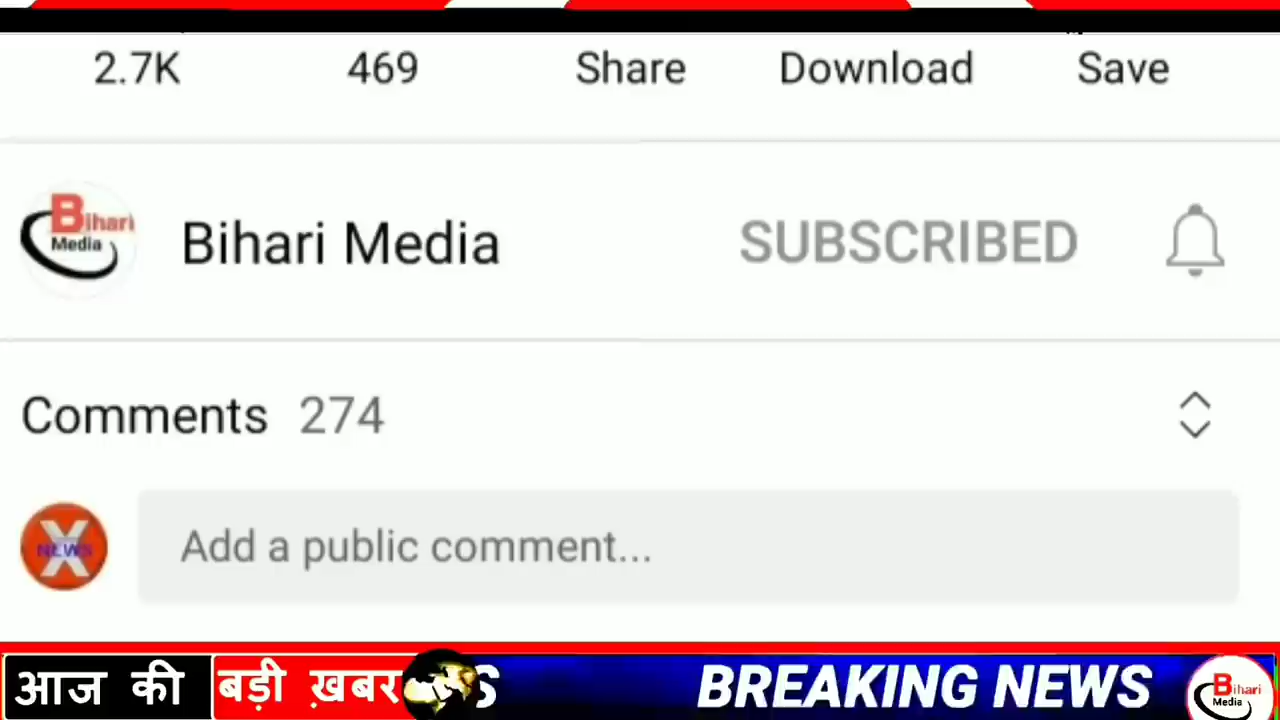 2.7K 469 Share Download Save
Bihari Media
Bihari Media SUBSCRIBED
Comments 274
X NEWS
Add a public comment...
आज की बड़ी ख़बर S BREAKING NEWS
Bihari Media